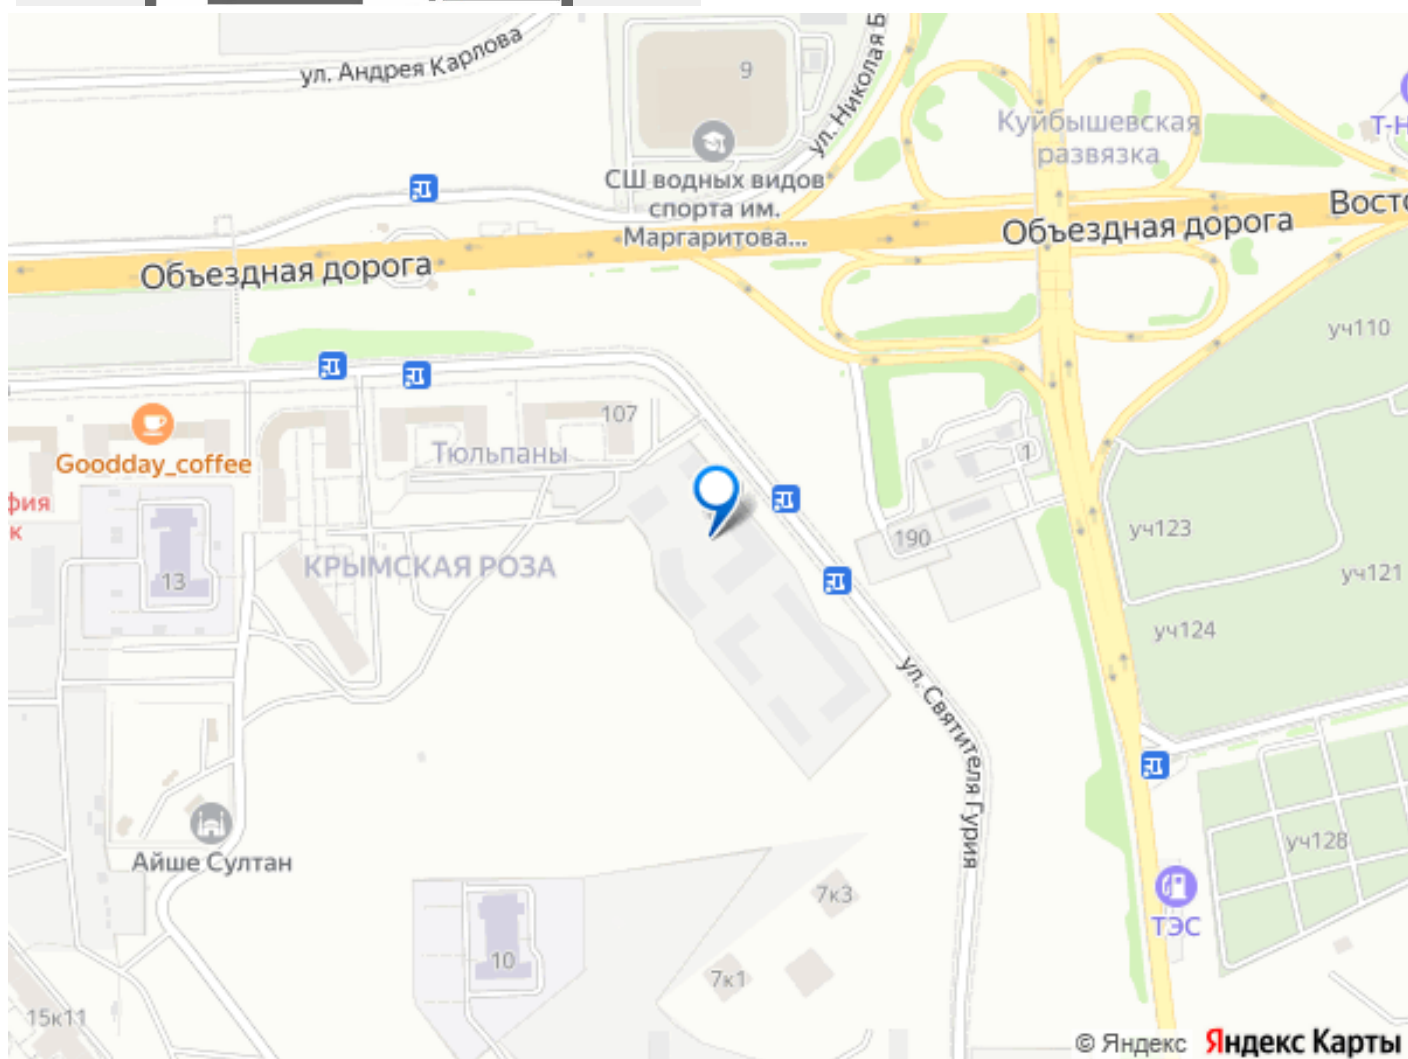 ул. Андрея Карлова
9
ул. Николая Б
Куйбышевская
развязка
Т-Н
СШ водных видов
спорта им.
Маргаритова...
Восто
Объездная дорога
Объездная дорога
уч110
107
Goodday_coffee
Тюльпаны
1
фия
к
190
уч123
КРЫМСКАЯ РОЗА
13
уч121
уч124
ул. Святителя Гурия
Айше Султан
уч128
7к3
ТЭС
10
7к1
15к11
© Яндекс Яндекс Карты